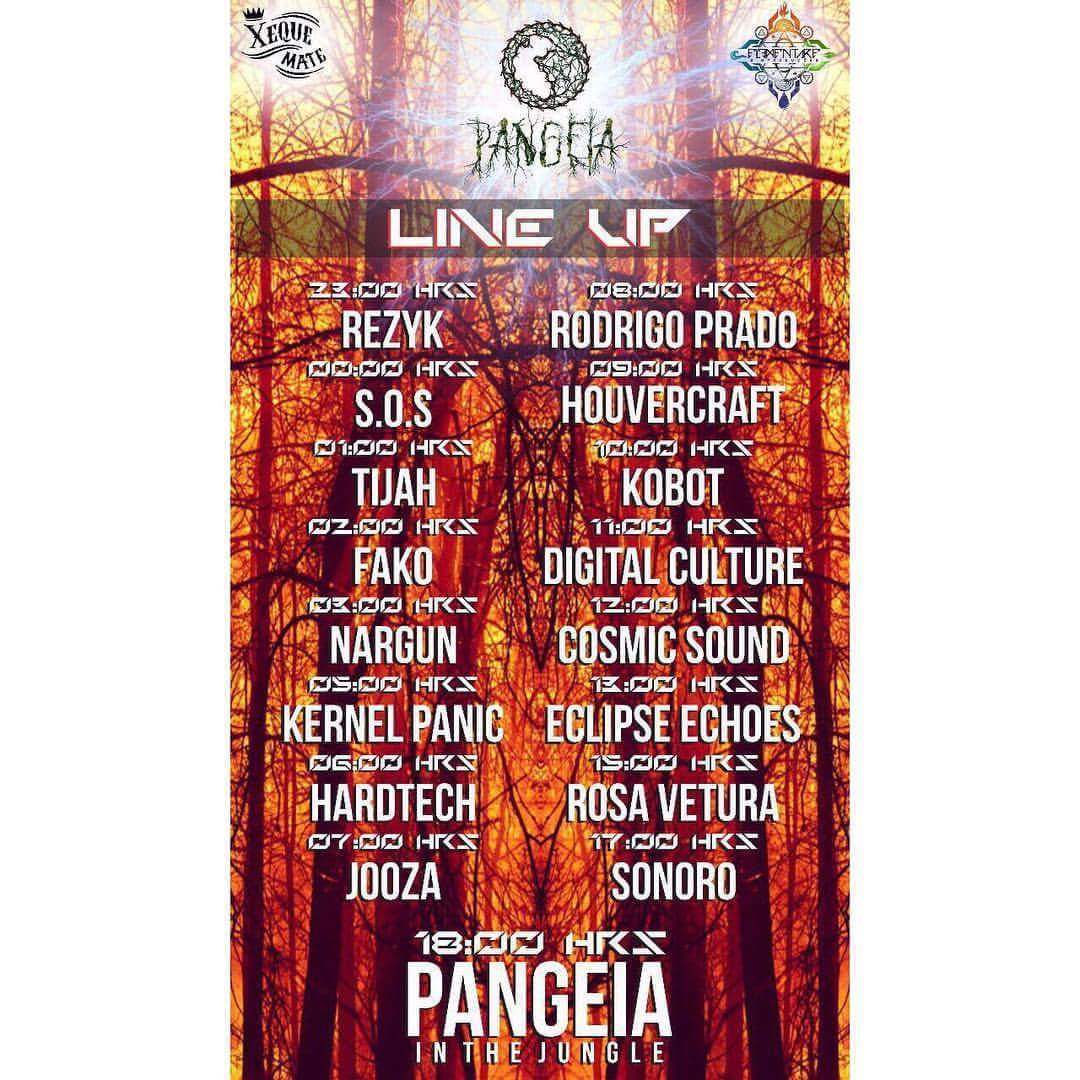 XEQUE
MATE
PANGEIA
LINE UP
23:00 HRS
REZYK
00:00 HRS
S.O.S
01:00 HRS
TIJAH
02:00 HRS
FAKO
03:00 HRS
NARGUN
05:00 HRS
KERNEL PANIC
06:00 HRS
HARDTECH
07:00 HRS
JOOZA
08:00 HRS
RODRIGO PRADO
09:00 HRS
HOUVERCRAFT
10:00 HRS
KOBOT
11:00 HRS
DIGITAL CULTURE
12:00 HRS
COSMIC SOUND
13:00 HRS
ECLIPSE ECHOES
15:00 HRS
ROSA VETURA
17:00 HRS
SONORO
18:00 HRS
PANGEIA
IN THE JUNGLE